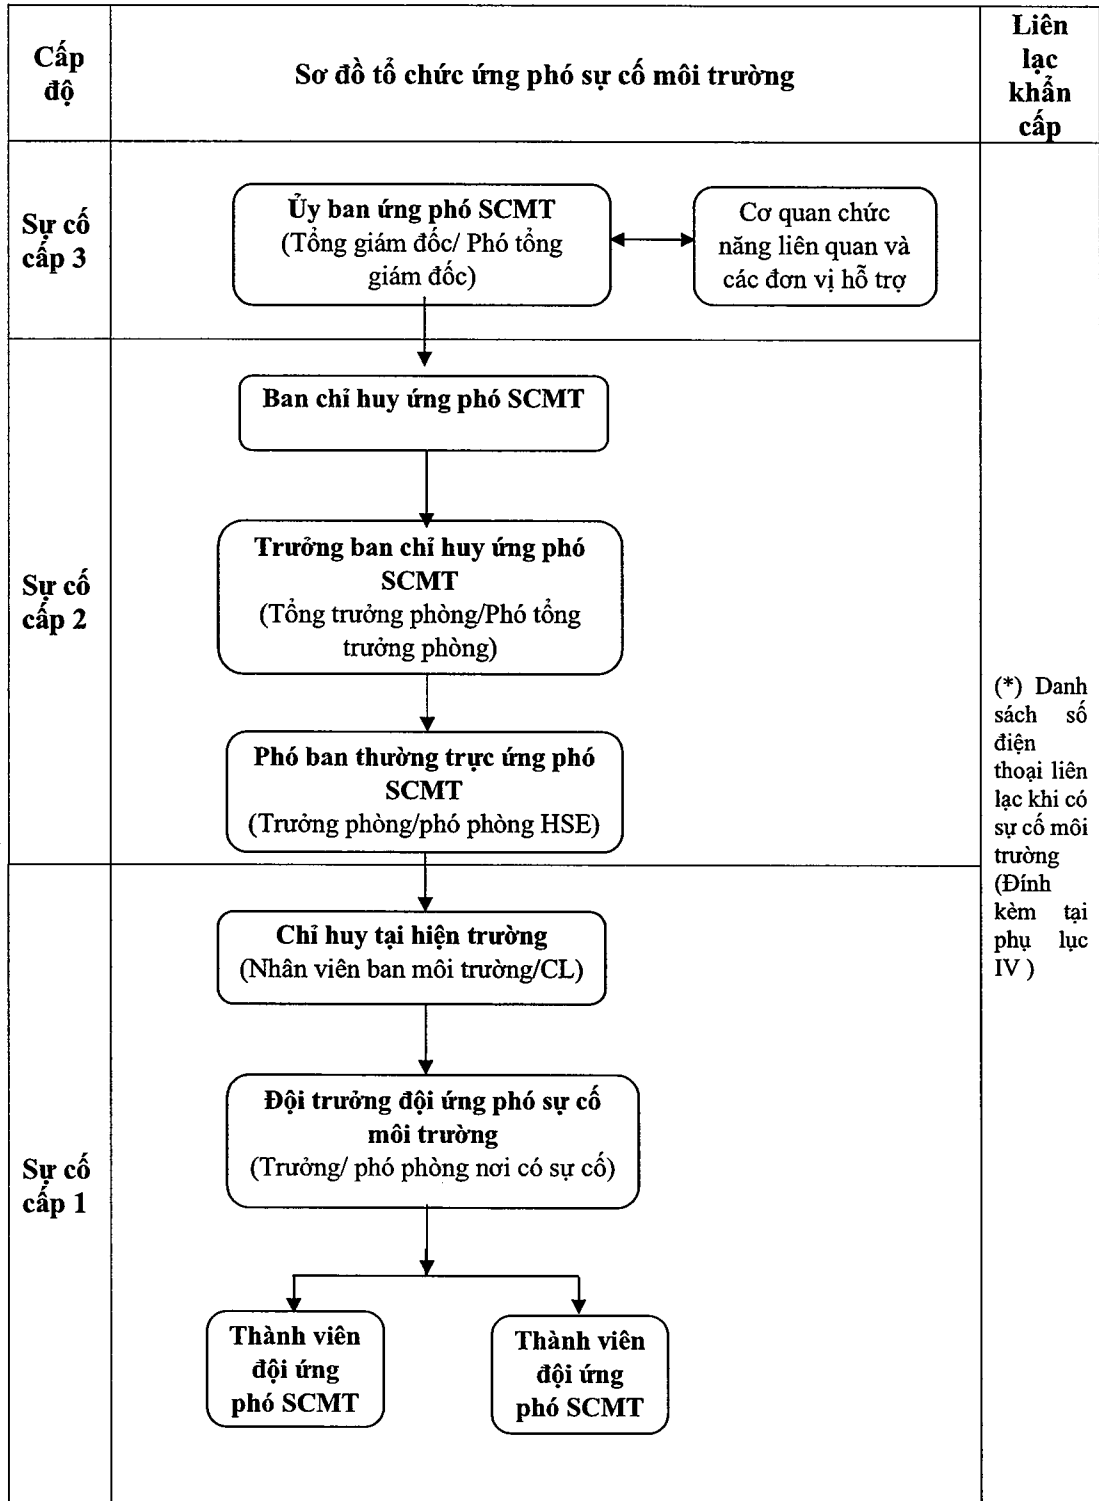 Cấp
độ
Sơ đồ tổ chức ứng phó sự cố môi trường
Liên
lạc
khẩn
cấp
Sự cố
cấp 3
Ủy ban ứng phó SCMT
(Tổng giám đốc/ Phó tổng
giám đốc)
Cơ quan chức
năng liên quan và
các đơn vị hỗ trợ
Sự cố
cấp 2
Ban chỉ huy ứng phó SCMT
Trưởng ban chỉ huy ứng phó
SCMT
(Tổng trưởng phòng/Phó tổng
trưởng phòng)
Phó ban thường trực ứng phó
SCMT
(Trưởng phòng/phó phòng HSE)
Sự cố
cấp 1
Chỉ huy tại hiện trường
(Nhân viên ban môi trường/CL)
Đội trưởng đội ứng phó sự cố
môi trường
(Trưởng/ phó phòng nơi có sự cố)
Thành viên
đội ứng
phó SCMT
Thành viên
đội ứng
phó SCMT
(*) Danh
sách số
điện
thoại liên
lạc khi có
sự cố môi
trường
(Đính
kèm tại
phụ lục
IV )